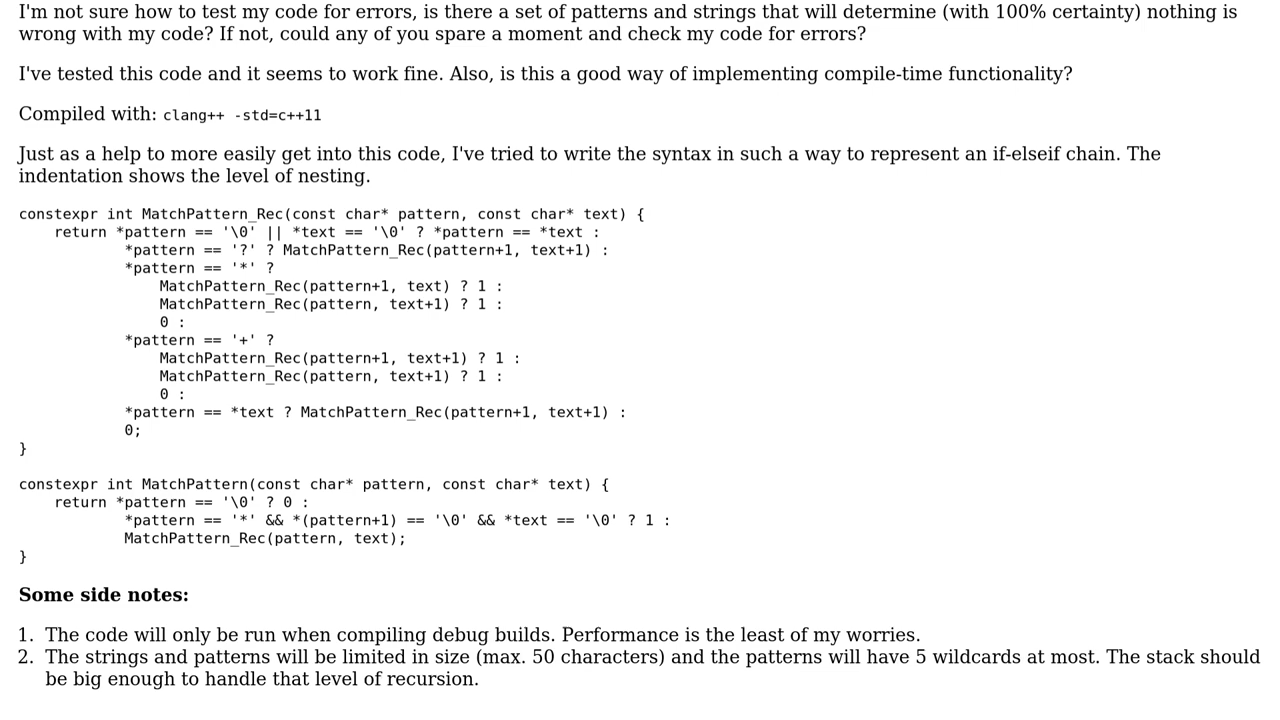 I'm not sure how to test my code for errors, is there a set of patterns and strings that will determine (with 100% certainty) nothing is
wrong with my code? If not, could any of you spare a moment and check my code for errors?
I've tested this code and it seems to work fine. Also, is this a good way of implementing compile-time functionality?
Compiled with: clang++ -std=c++11
Just as a help to more easily get into this code, I've tried to write the syntax in such a way to represent an if-elseif chain. The
indentation shows the level of nesting.
constexpr int MatchPattern_Rec(const char* pattern, const char* text) {
    return *pattern == '\0' || *text == '\0' ? *pattern == *text :
            *pattern == '?' ? MatchPattern_Rec(pattern+1, text+1) :
            *pattern == '*' ?
                MatchPattern_Rec(pattern+1, text) ? 1 :
                MatchPattern_Rec(pattern, text+1) ? 1 :
                0 :
            *pattern == '+' ?
                MatchPattern_Rec(pattern+1, text+1) ? 1 :
                MatchPattern_Rec(pattern, text+1) ? 1 :
                0 :
            *pattern == *text ? MatchPattern_Rec(pattern+1, text+1) :
            0;
}
constexpr int MatchPattern(const char* pattern, const char* text) {
    return *pattern == '\0' ? 0 :
            *pattern == '*' && *(pattern+1) == '\0' && *text == '\0' ? 1 :
            MatchPattern_Rec(pattern, text);
}
Some side notes:
1. The code will only be run when compiling debug builds. Performance is the least of my worries.
2. The strings and patterns will be limited in size (max. 50 characters) and the patterns will have 5 wildcards at most. The stack should
be big enough to handle that level of recursion.